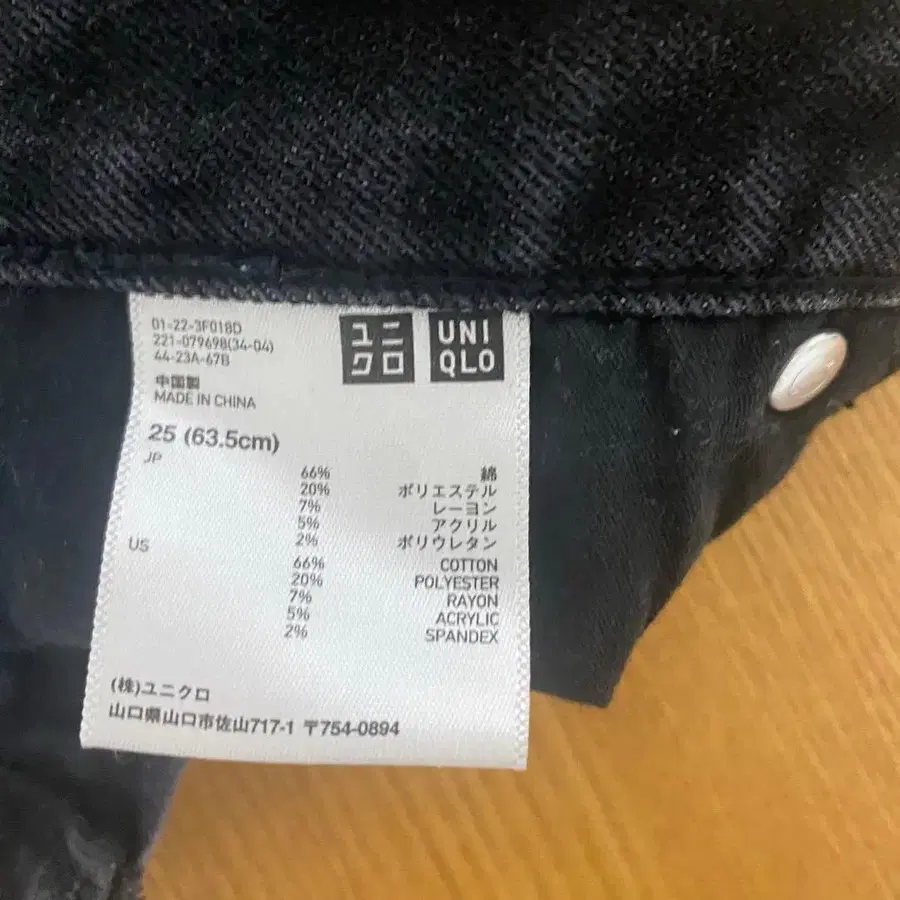 01-22-3F018D
221-079698(34-04)
44-23A-67B
ユニ
クロ
UNI
QLO
中国製
MADE IN CHINA
25 (63.5cm)
JP
66% 綿
20% ポリエステル
7% レーヨン
5% アクリル
2% ポリウレタン
US
66% COTTON
20% POLYESTER
7% RAYON
5% ACRYLIC
2% SPANDEX
(株)ユニクロ
山口県山口市佐山717-1 〒754-0894